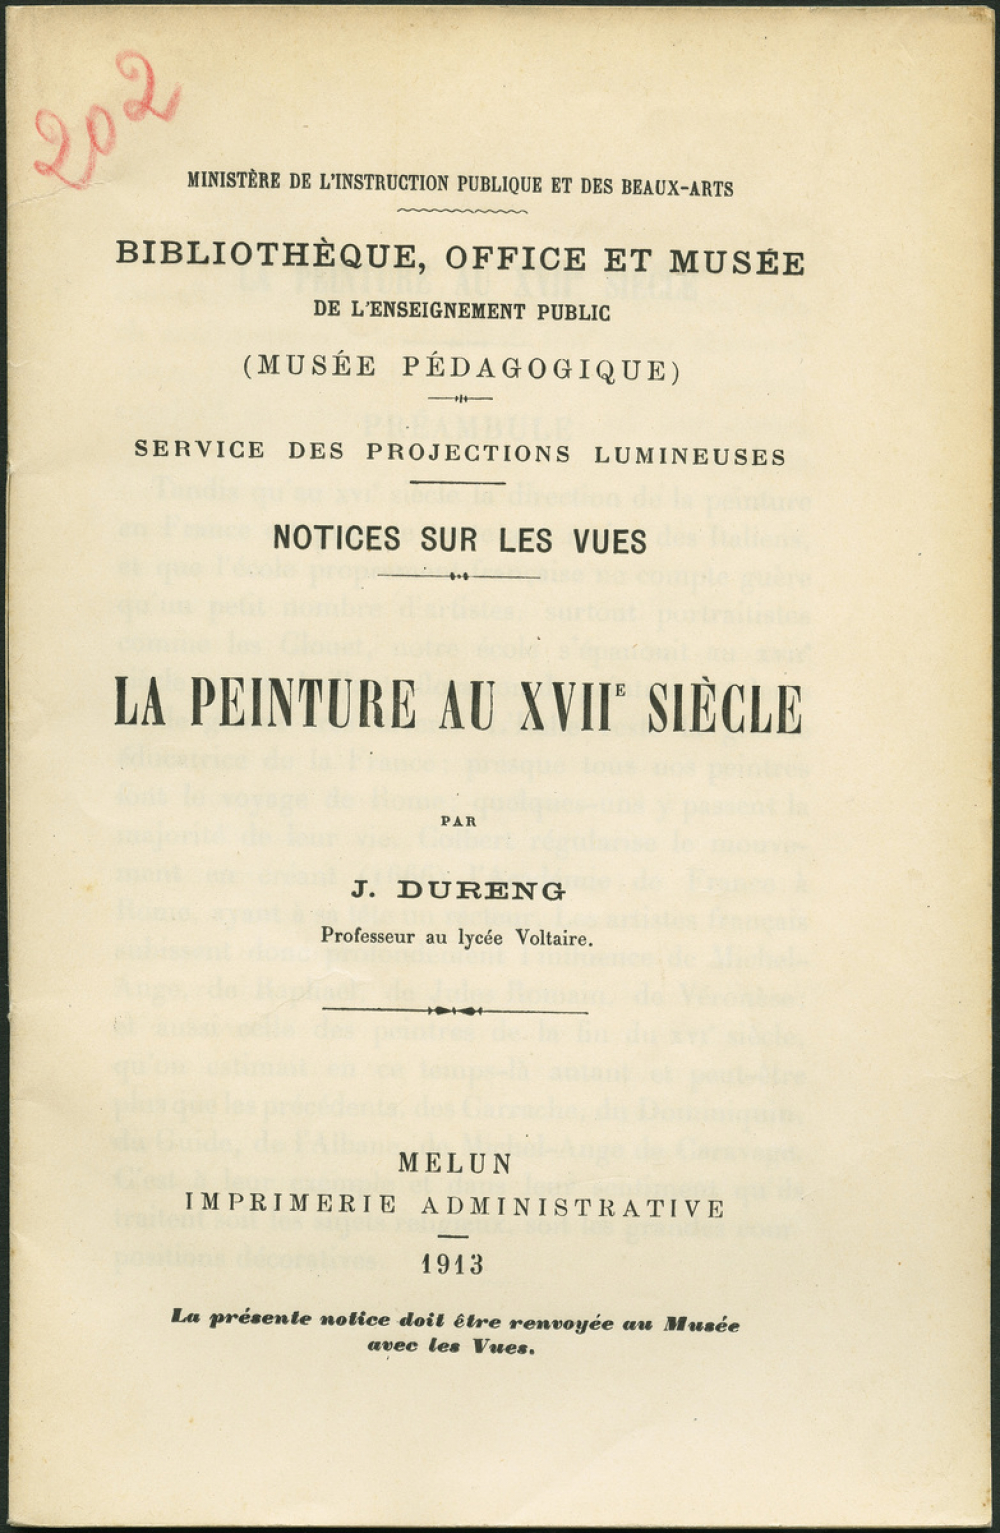 202
MINISTÈRE DE L'INSTRUCTION PUBLIQUE ET DES BEAUX-ARTS
BIBLIOTHÈQUE, OFFICE ET MUSÉE
DE L'ENSEIGNEMENT PUBLIC
(MUSÉE PÉDAGOGIQUE)
SERVICE DES PROJECTIONS LUMINEUSES
NOTICES SUR LES VUES
LA PEINTURE AU XVIIE SIÈCLE
PAR
J. DURENG
Professeur au lycée Voltaire.
MELUN
IMPRIMERIE ADMINISTRATIVE
1913
La présente notice doit être renvoyée au Musée
avec les Vues.